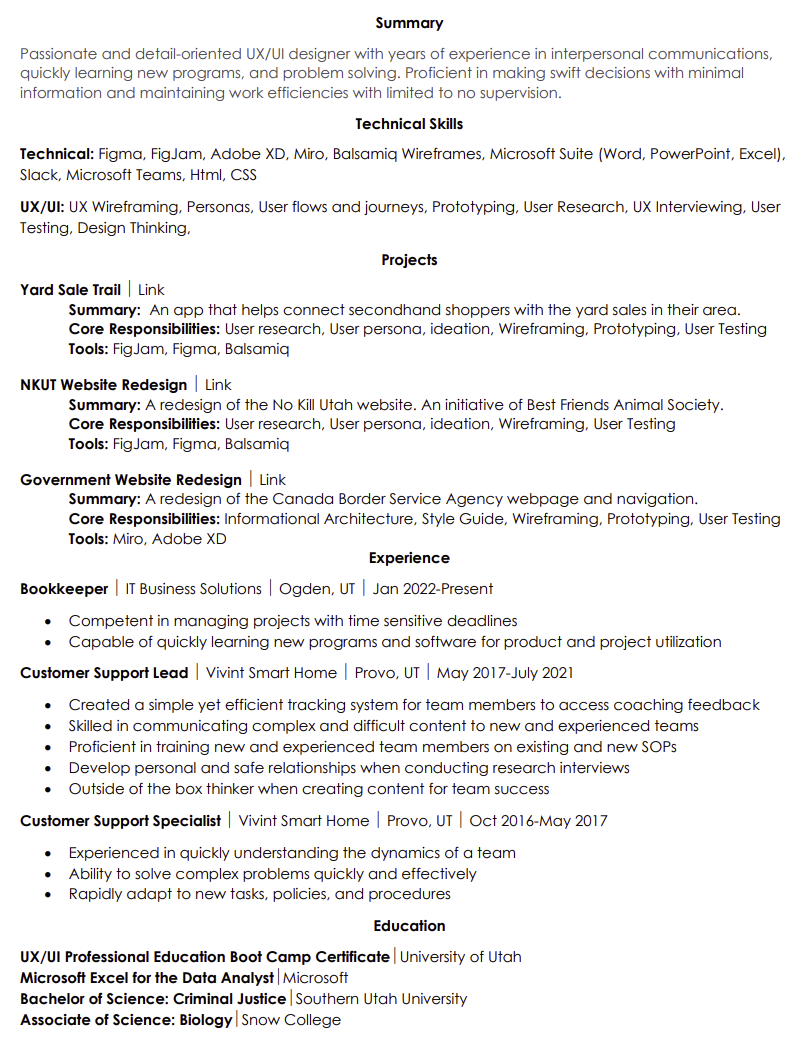 Summary
Passionate and detail-oriented UX/UI designer with years of experience in interpersonal communications,
quickly learning new programs, and problem solving. Proficient in making swift decisions with minimal
information and maintaining work efficiencies with limited to no supervision.
Technical Skills
Technical: Figma, FigJam, Adobe XD, Miro, Balsamiq Wireframes, Microsoft Suite (Word, PowerPoint, Excel),
Slack, Microsoft Teams, Html, CSS
UX/UI: UX Wireframing, Personas, User flows and journeys, Prototyping, User Research, UX Interviewing, User
Testing, Design Thinking,
Projects
Yard Sale Trail | Link
Summary:  An app that helps connect secondhand shoppers with the yard sales in their area.
Core Responsibilities: User research, User persona, ideation, Wireframing, Prototyping, User Testing
Tools: FigJam, Figma, Balsamiq
NKUT Website Redesign | Link
Summary: A redesign of the No Kill Utah website. An initiative of Best Friends Animal Society.
Core Responsibilities: User research, User persona, ideation, Wireframing, User Testing
Tools: FigJam, Figma, Balsamiq
Government Website Redesign | Link
Summary: A redesign of the Canada Border Service Agency webpage and navigation.
Core Responsibilities: Informational Architecture, Style Guide, Wireframing, Prototyping, User Testing
Tools: Miro, Adobe XD
Experience
Bookkeeper | IT Business Solutions | Ogden, UT | Jan 2022-Present
• Competent in managing projects with time sensitive deadlines
• Capable of quickly learning new programs and software for product and project utilization
Customer Support Lead | Vivint Smart Home | Provo, UT | May 2017-July 2021
• Created a simple yet efficient tracking system for team members to access coaching feedback
• Skilled in communicating complex and difficult content to new and experienced teams
• Proficient in training new and experienced team members on existing and new SOPs
• Develop personal and safe relationships when conducting research interviews
• Outside of the box thinker when creating content for team success
Customer Support Specialist | Vivint Smart Home | Provo, UT | Oct 2016-May 2017
• Experienced in quickly understanding the dynamics of a team
• Ability to solve complex problems quickly and effectively
• Rapidly adapt to new tasks, policies, and procedures
Education
UX/UI Professional Education Boot Camp Certificate|University of Utah
Microsoft Excel for the Data Analyst|Microsoft
Bachelor of Science: Criminal Justice|Southern Utah University
Associate of Science: Biology|Snow College